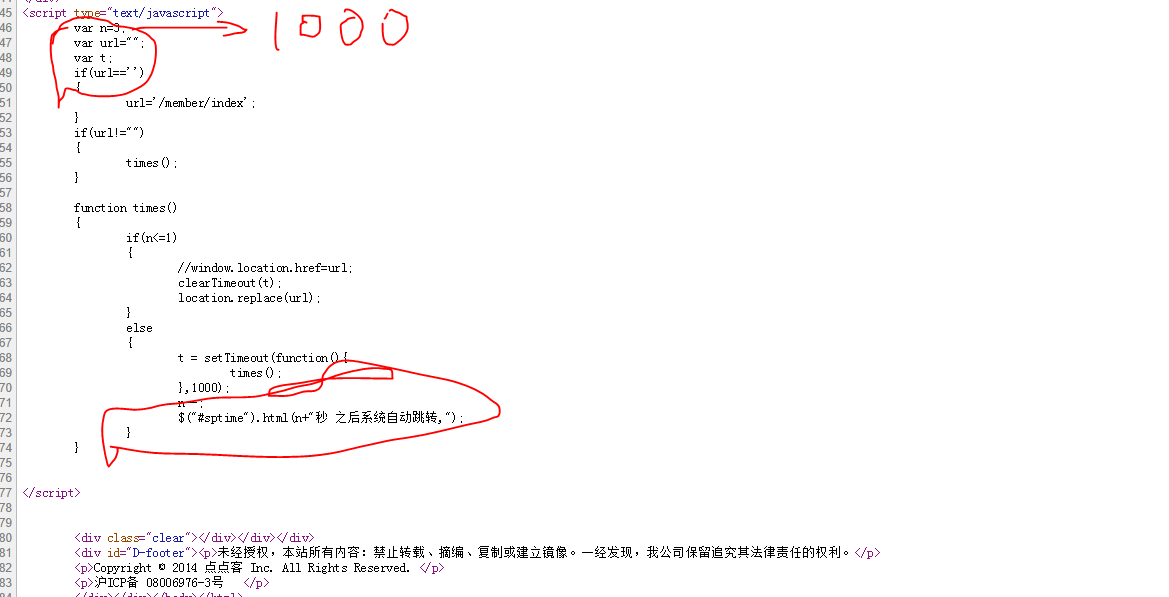 45 <script type="text/javascript">
46 var n=3; 1000
47 var url="";
48 var t;
49 if(url=='')
50 {
51 url='/member/index';
52 }
53 if(url!="")
54 {
55 times();
56 }
57
58 function times()
59 {
60 if(n<=1)
61 {
62 //window.location.href=url;
63 clearTimeout(t);
64 location.replace(url);
65 }
66 else
67 {
68 t = setTimeout(function(){
69 times();
70 },1000);
71 n--;
72 $("#sptime").html(n+"秒 之后系统自动跳转,");
73 }
74 }
75
76
77 </script>
78
79
80 <div class="clear"></div></div></div>
81 <div id="D-footer"><p>未经授权，本站所有内容：禁止转载、摘编、复制或建立镜像。一经发现，我公司保留追究其法律责任的权利。</p>
82 <p>Copyright © 2014 点点客 Inc. All Rights Reserved. </p>
83 <p>沪ICP备 08006976-3号 </p>